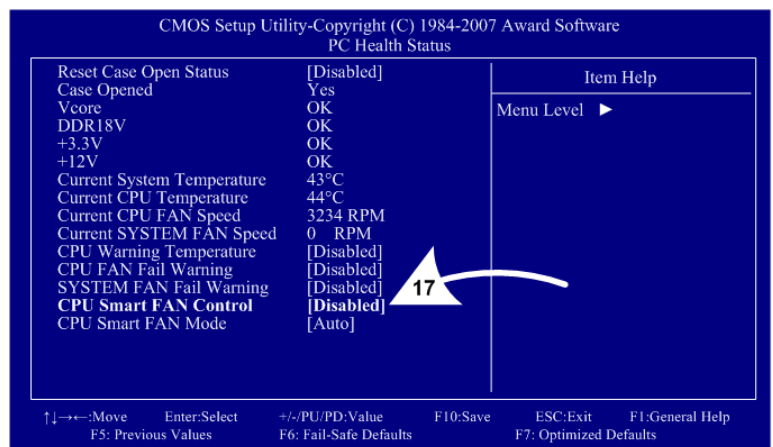 CMOS Setup Utility-Copyright (C) 1984-2007 Award Software
PC Health Status
Reset Case Open Status [Disabled]
Case Opened Yes
Vcore OK
DDR18V OK
+3.3V OK
+12V OK
Current System Temperature 43°C
Current CPU Temperature 44°C
Current CPU FAN Speed 3234 RPM
Current SYSTEM FAN Speed 0 RPM
CPU Warning Temperature [Disabled]
CPU FAN Fail Warning [Disabled]
SYSTEM FAN Fail Warning [Disabled]
CPU Smart FAN Control [Disabled]
CPU Smart FAN Mode [Auto]
17
Item Help
Menu Level ►
↑↓→←:Move Enter:Select +/-/PU/PD:Value F10:Save ESC:Exit F1:General Help
F5: Previous Values F6: Fail-Safe Defaults F7: Optimized Defaults